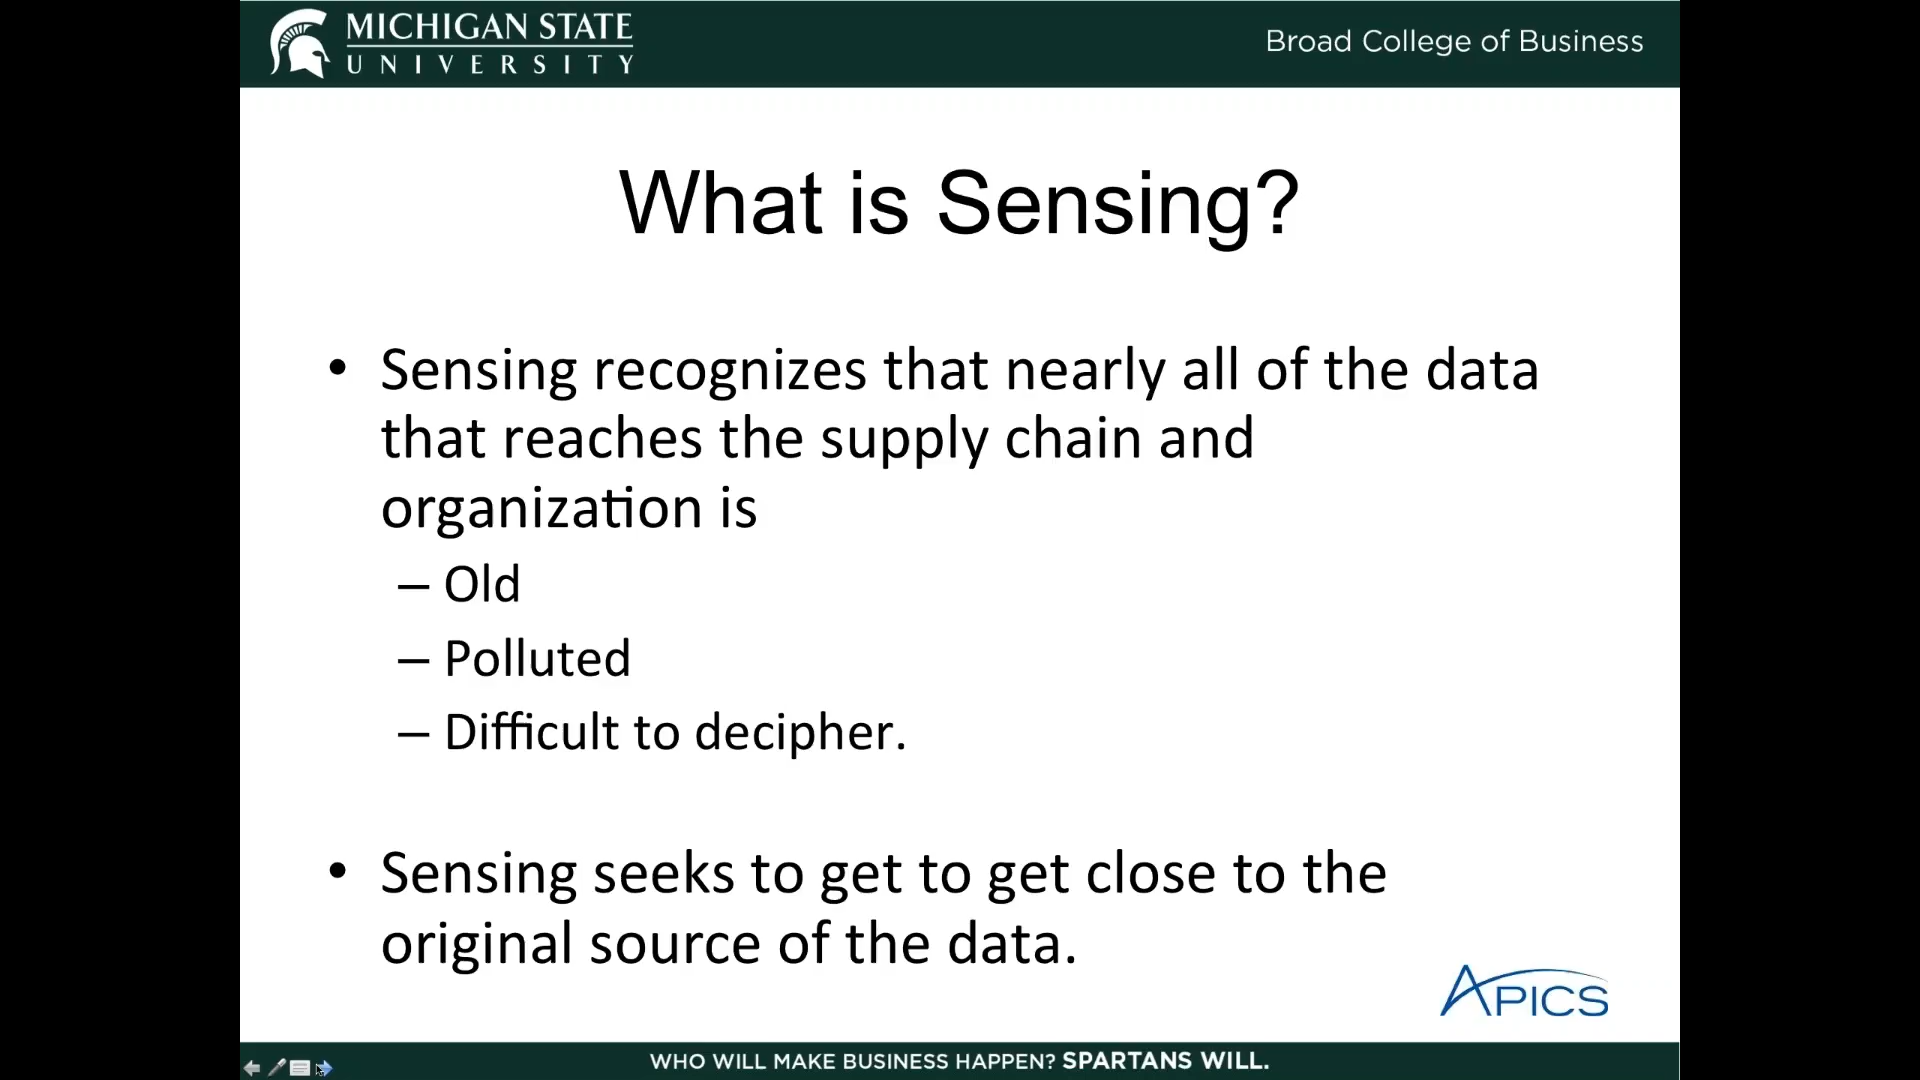 MICHIGAN STATE
UNIVERSITY
Broad College of Business
What is Sensing?
• Sensing recognizes that nearly all of the data
that reaches the supply chain and
organization is
– Old
– Polluted
– Difficult to decipher.
• Sensing seeks to get to get close to the
original source of the data.
APICS
WHO WILL MAKE BUSINESS HAPPEN? SPARTANS WILL.